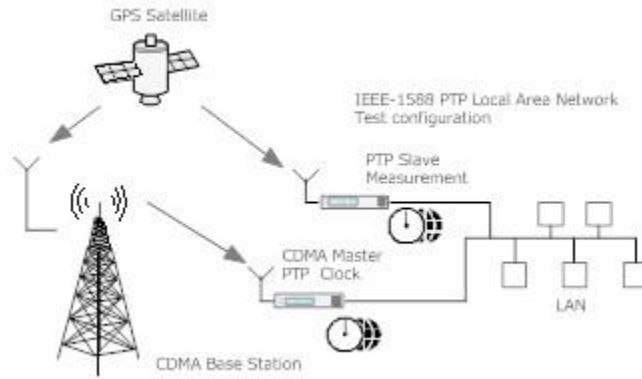 GPS Satellite
IEEE-1588 PTP Local Area Network
Test configuration
PTP Slave
Measurement
CDMA Master
PTP Clock
LAN
CDMA Base Station